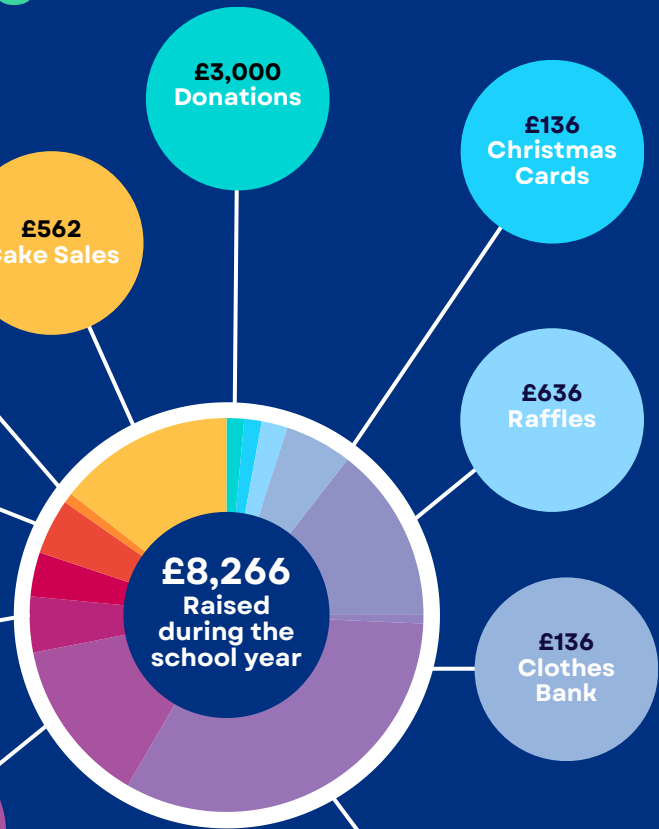 £3,000
Donations
£136
Christmas
Cards
£562
Cake Sales
£636
Raffles
£8,266
Raised
during the
school year
£136
Clothes
Bank